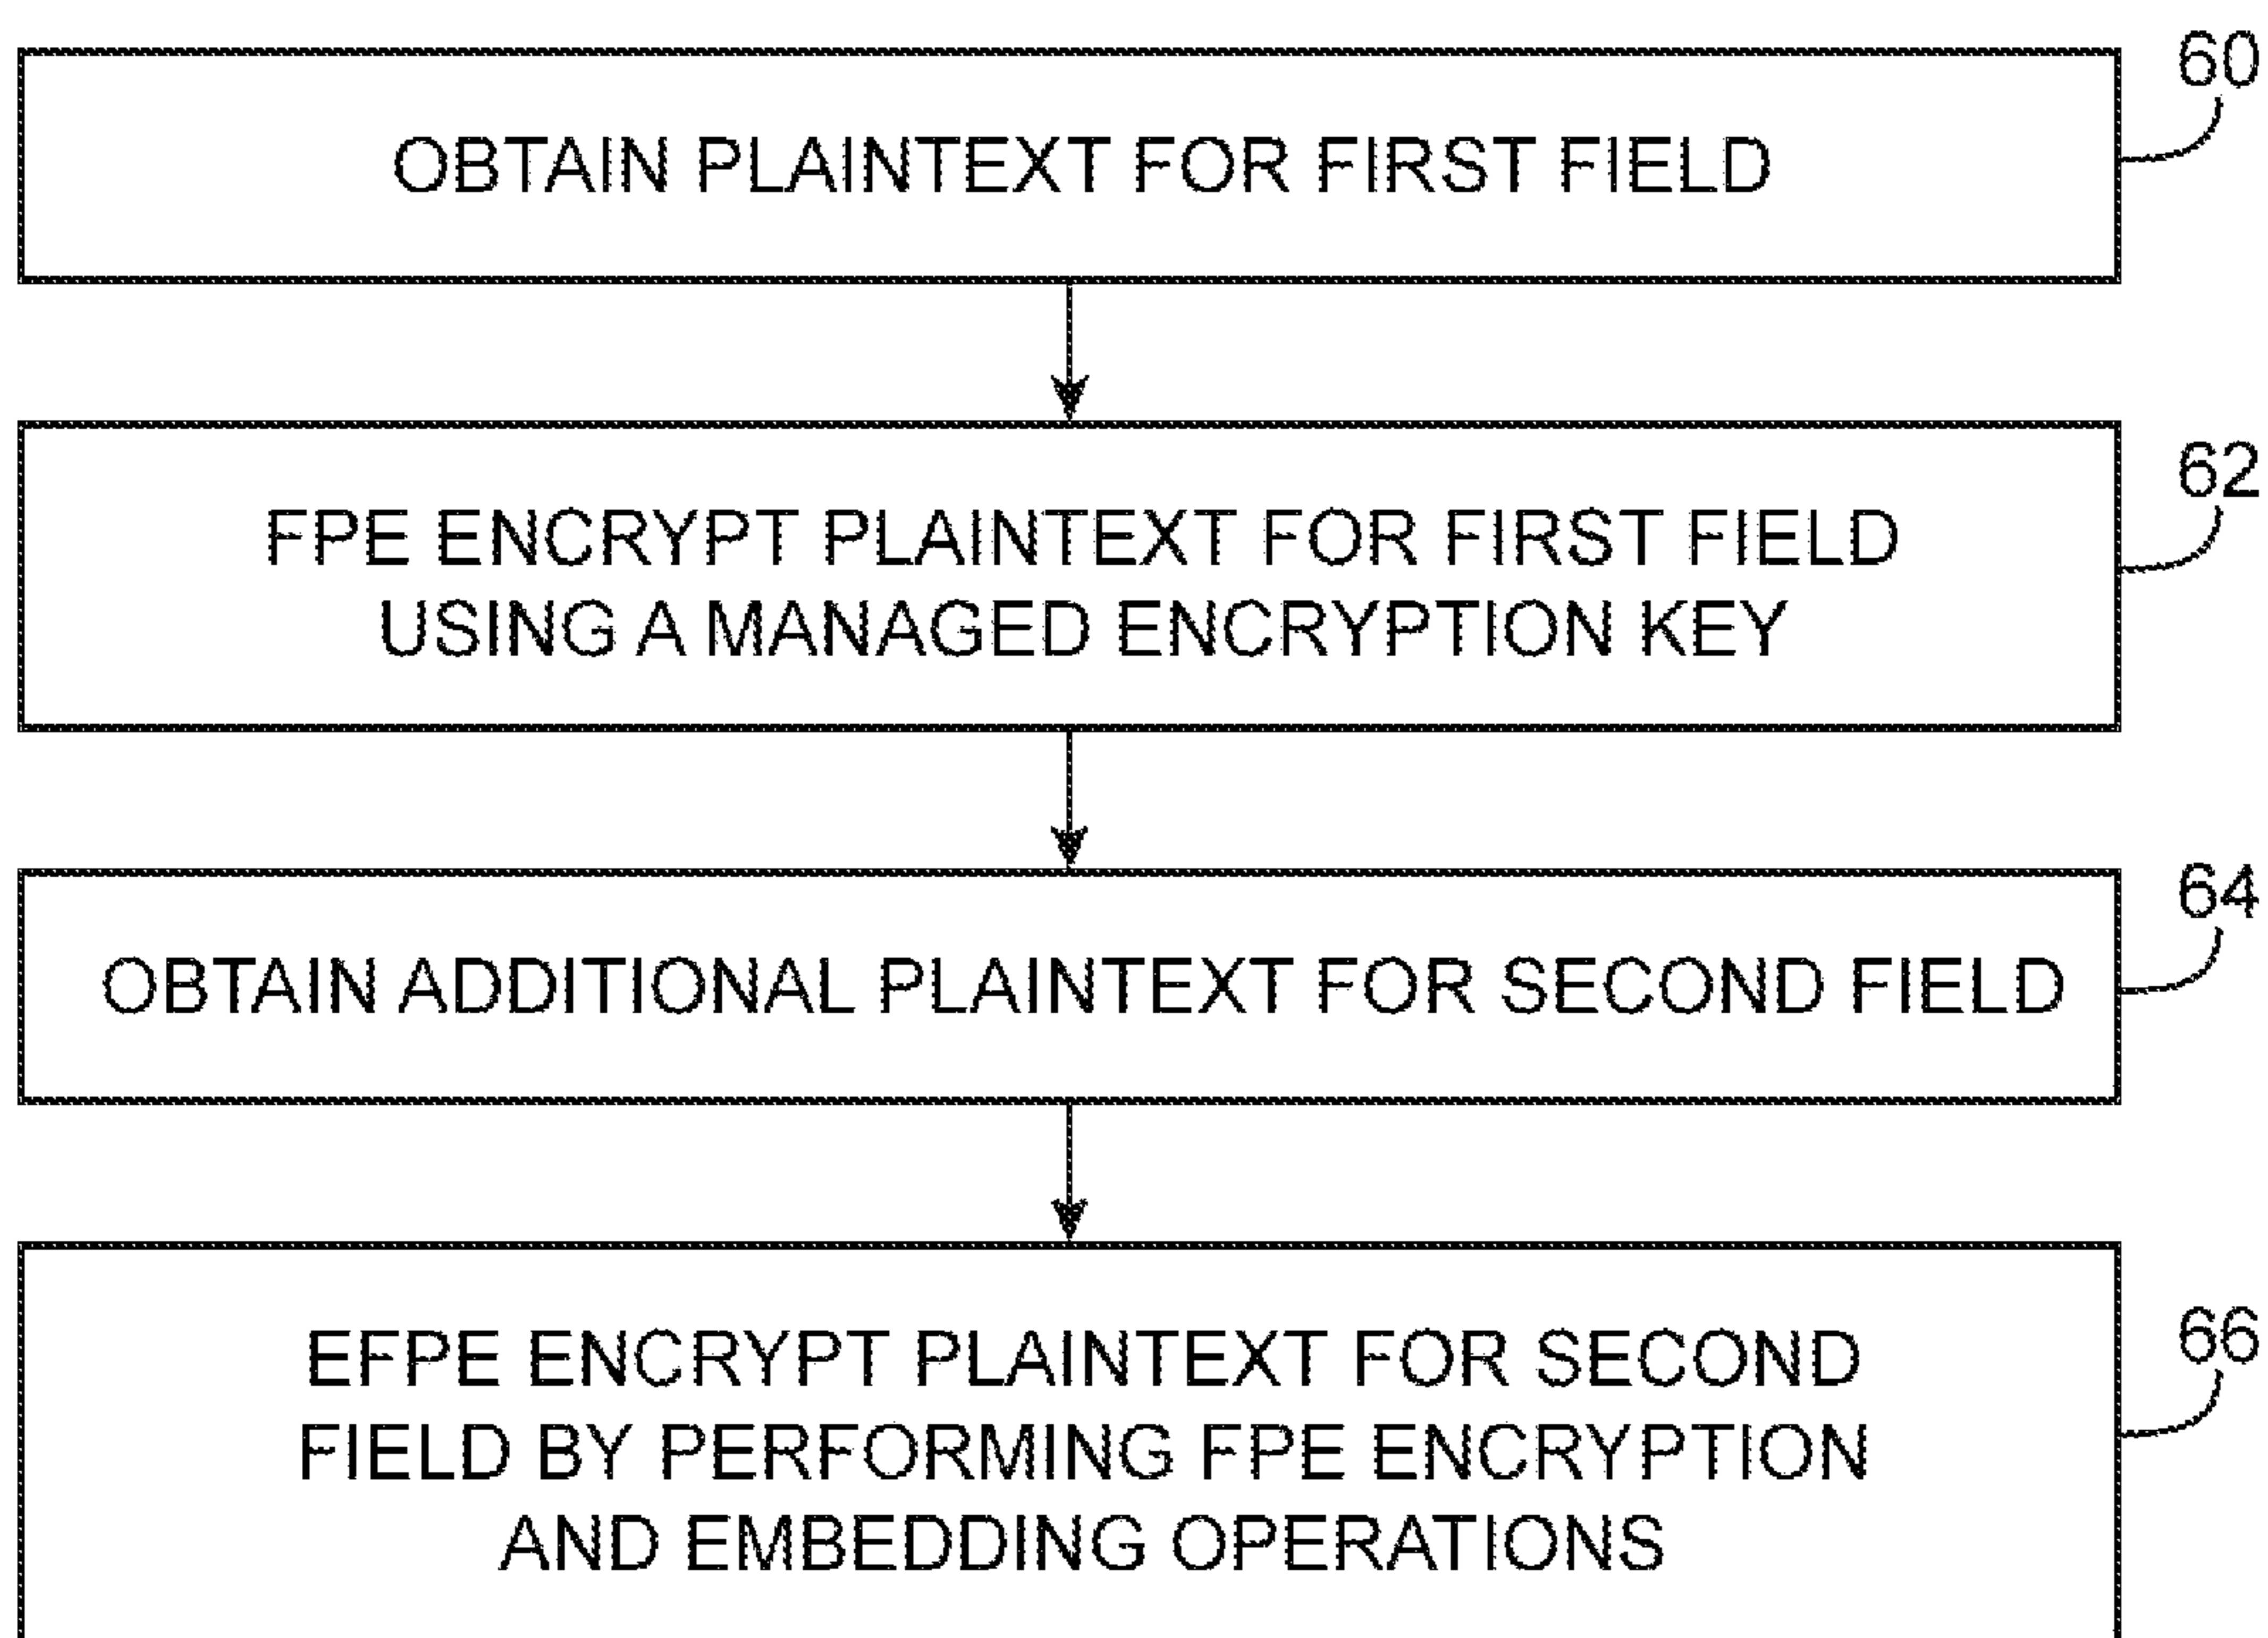 60
OBTAIN PLAINTEXT FOR FIRST FIELD
62
FPE ENCRYPT PLAINTEXT FOR FIRST FIELD
USING A MANAGED ENCRYPTION KEY
64
OBTAIN ADDITIONAL PLAINTEXT FOR SECOND FIELD
66
EFPE ENCRYPT PLAINTEXT FOR SECOND
FIELD BY PERFORMING FPE ENCRYPTION
AND EMBEDDING OPERATIONS